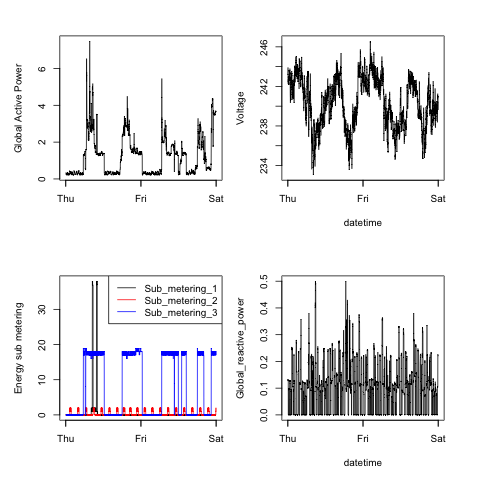 Global Active Power
6
4
2
0
Thu
Fri
Sat
Voltage
246
242
238
234
Thu
Fri
Sat
datetime
Energy sub metering
30
20
10
0
Sub_metering_1
Sub_metering_2
Sub_metering_3
Thu
Fri
Sat
Global_reactive_power
0.5
0.4
0.3
0.2
0.1
0.0
Thu
Fri
Sat
datetime